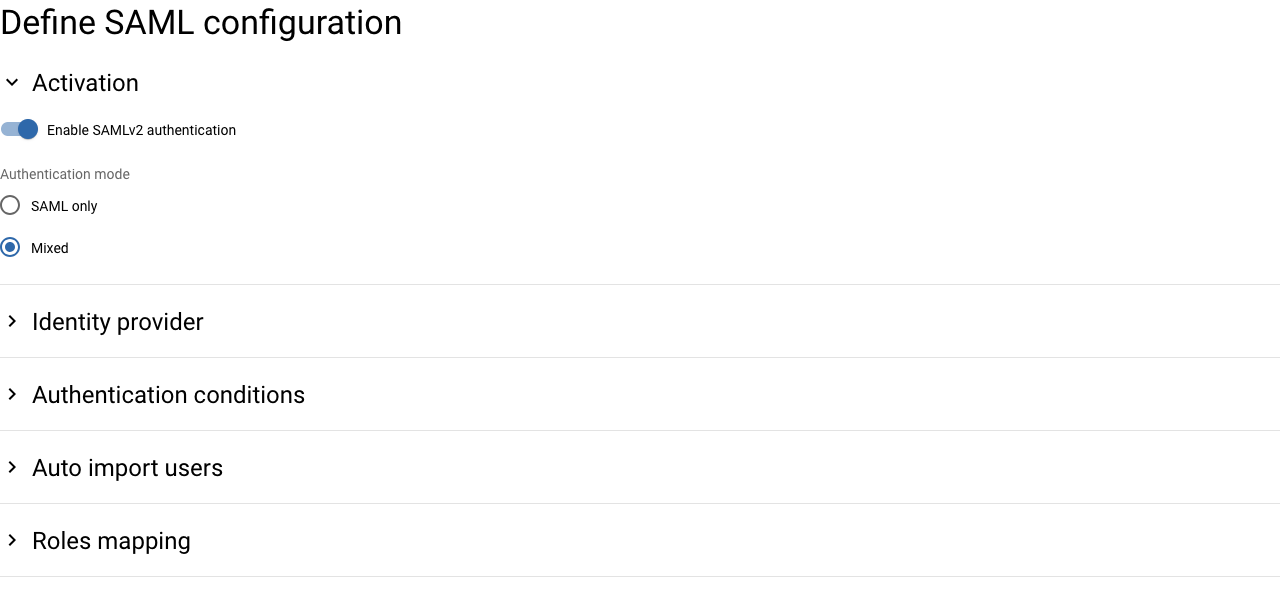 Define SAML configuration
Activation
Enable SAMLv2 authentication
Authentication mode
SAML only
Mixed
Identity provider
Authentication conditions
Auto import users
Roles mapping